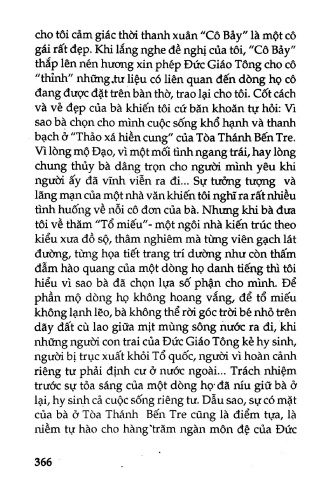 cho tôi cảm giác thời thanh xuân “Cô Bảy” là một cô
gái rất đẹp. Khi lắng nghe đề nghị của tôi, “Cô Bảy”
thắp lên nén hương xin phép Đức Giáo Tông cho cô
“thỉnh” những tư liệu có liên quan đến dòng họ cô
đang được đặt trên bàn thờ, trao lại cho tôi. Cốt cách
và vẻ đẹp của bà khiến tôi cứ băn khoăn tự hỏi: Vì
sao bà chọn cho mình cuộc sống khổ hạnh và thanh
bạch ở “Thảo xá hiền cung” của Tòa Thánh Bến Tre.
Vì lòng mộ Đạo, vì một mối tình ngang trái, hay lòng
chung thủy bà dâng trọn cho người mình yêu khi
người ấy đã vĩnh viễn ra đi... Sự tưởng tượng và
lãng mạn của một nhà văn khiến tôi nghĩ ra rất nhiều
tình huống về nỗi cô đơn của bà. Nhưng khi bà đưa
tôi về thăm “Tổ miếu”- một ngôi nhà kiến trúc theo
kiểu xưa đồ sộ, thâm nghiêm mà từng viên gạch lát
đường, từng họa tiết trang trí dường như còn thấm
đẫm hào quang của một dòng họ danh tiếng thì tôi
hiểu vì sao bà đã chọn lựa số phận cho mình. Để
phần mộ dòng họ không hoang vắng, để tổ miếu
không lạnh lẽo, bà không thể rời góc trời bé nhỏ trên
dãy đất cù lao giữa mịt mùng sông nước ra đi, khi
những người con trai của Đức Giáo Tông kẻ hy sinh,
người bị trục xuất khỏi Tổ quốc, người vì hoàn cảnh
riêng tư phải định cư ở nước ngoài... Trách nhiệm
trước sự tỏa sáng của một dòng họ đã níu giữ bà ở
lại, hy sinh cả cuộc sống riêng tư. Dẫu sao, sự có mặt
của bà ở Tòa Thánh Bến Tre cũng là điểm tựa, là
niềm tự hào cho hàng trăm ngàn môn đệ của Đức
366